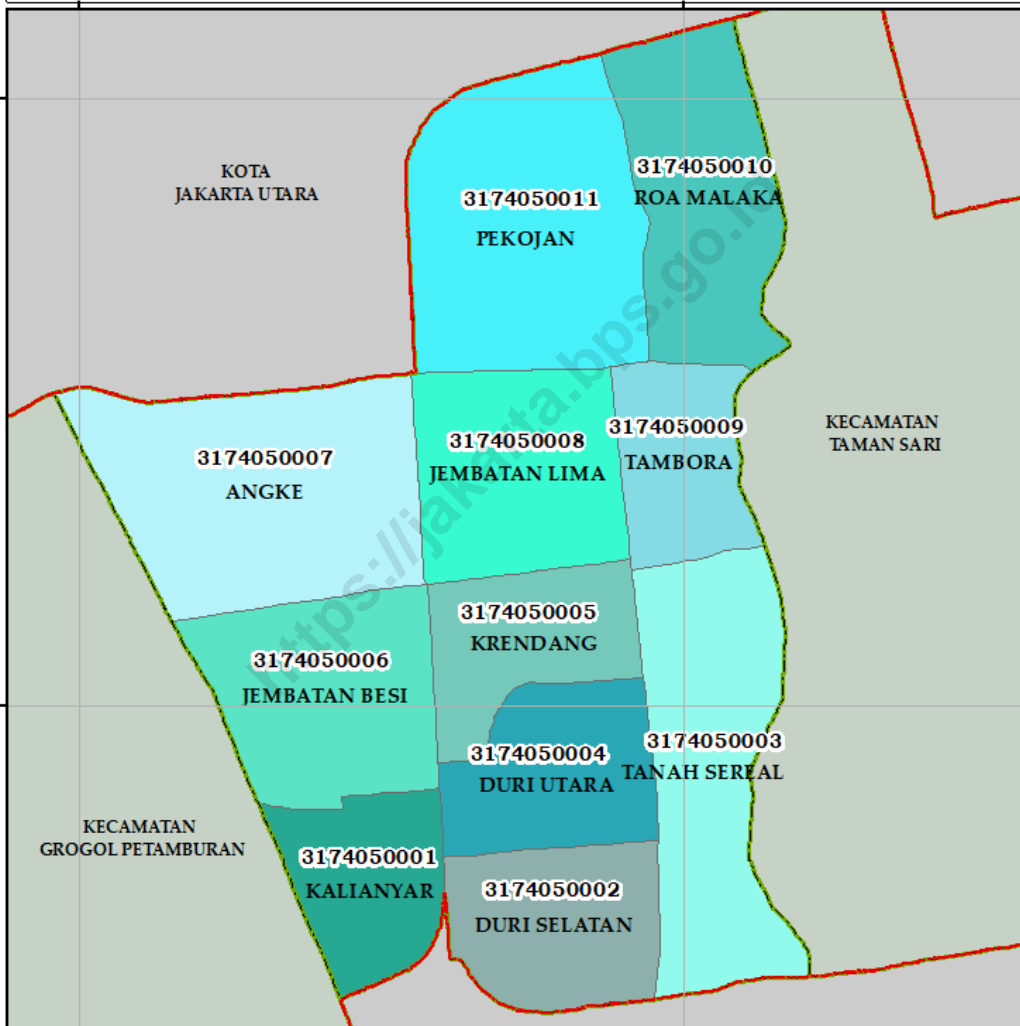 3174050010
ROA MALAKA
KOTA
JAKARTA UTARA
3174050011
PEKOJAN
KECAMATAN
TAMAN SARI
3174050009
TAMBORA
3174050008
JEMBATAN LIMA
3174050007
ANGKE
3174050005
KRENDANG
3174050006
JEMBATAN BESI
3174050003
TANAH SEREAL
3174050004
DURI UTARA
KECAMATAN
GROGOL PETAMBURAN
3174050001
KALIANYAR
3174050002
DURI SELATAN
https://jakarta.bps.go.id